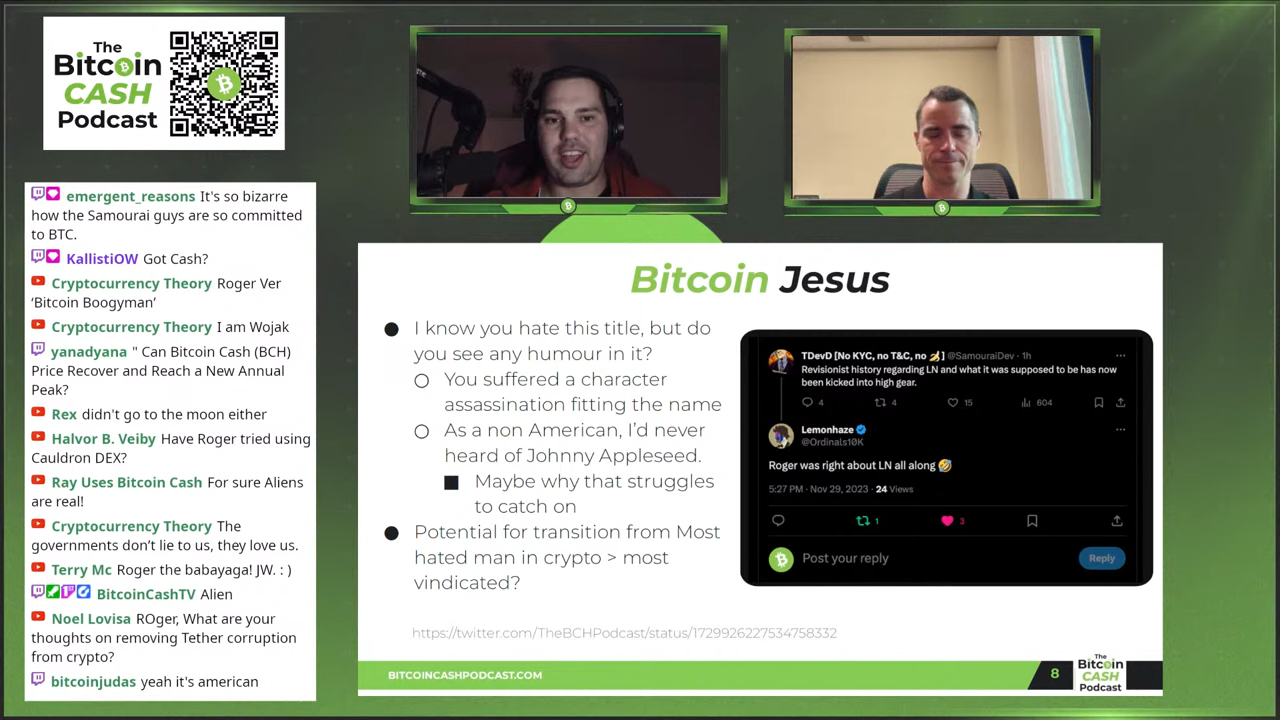 The
Bitcoin
CASH
Podcast
emergent_reasons It's so bizarre
how the Samourai guys are so committed
to BTC.
KallistiOW Got Cash?
Cryptocurrency Theory Roger Ver
‘Bitcoin Boogyman’
Cryptocurrency Theory I am Wojak
yanadyana " Can Bitcoin Cash (BCH)
Price Recover and Reach a New Annual
Peak?
Rex didn't go to the moon either
Halvor B. Veiby Have Roger tried using
Cauldron DEX?
Ray Uses Bitcoin Cash For sure Aliens
are real!
Cryptocurrency Theory The
governments don’t lie to us, they love us.
Terry Mc Roger the babayaga! JW. : )
BitcoinCashTV Alien
Noel Lovisa ROger, What are your
thoughts on removing Tether corruption
from crypto?
bitcoinjudas yeah it's american
Bitcoin Jesus
I know you hate this title, but do
you see any humour in it?
You suffered a character
assassination fitting the name
As a non American, I’d never
heard of Johnny Appleseed.
Maybe why that struggles
to catch on
Potential for transition from Most
hated man in crypto > most
vindicated?
TDevD [No KYC, no T&C, no 🍌] @SamouraiDev · 1h
Revisionist history regarding LN and what it was supposed to be has now
been kicked into high gear.
4 4 15 604
Lemonhaze
@Ordinals10K
Roger was right about LN all along 🤣
5:27 PM · Nov 29, 2023 · 24 Views
1 3
Post your reply
Reply
https://twitter.com/TheBCHPodcast/status/1729926227534758332
BITCOINCASHPODCAST.COM
8
The
Bitcoin
CASH
Podcast